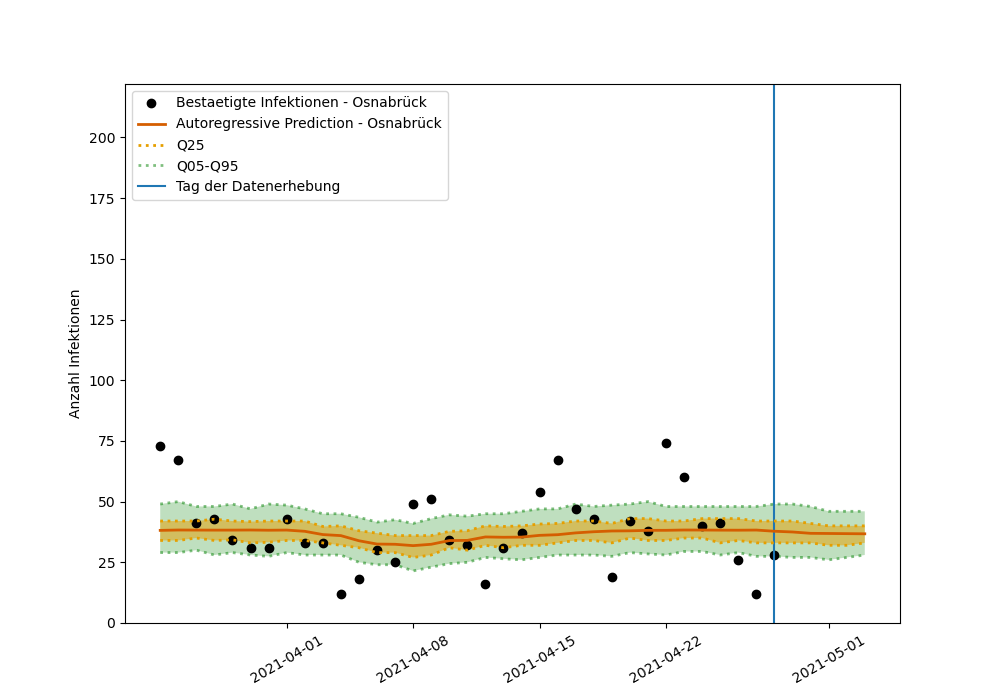 Bestaetigte Infektionen - Osnabrück
Autoregressive Prediction - Osnabrück
Q25
Q05-Q95
Tag der Datenerhebung
Anzahl Infektionen
200
175
150
125
100
75
50
25
0
2021-04-01
2021-04-08
2021-04-15
2021-04-22
2021-05-01